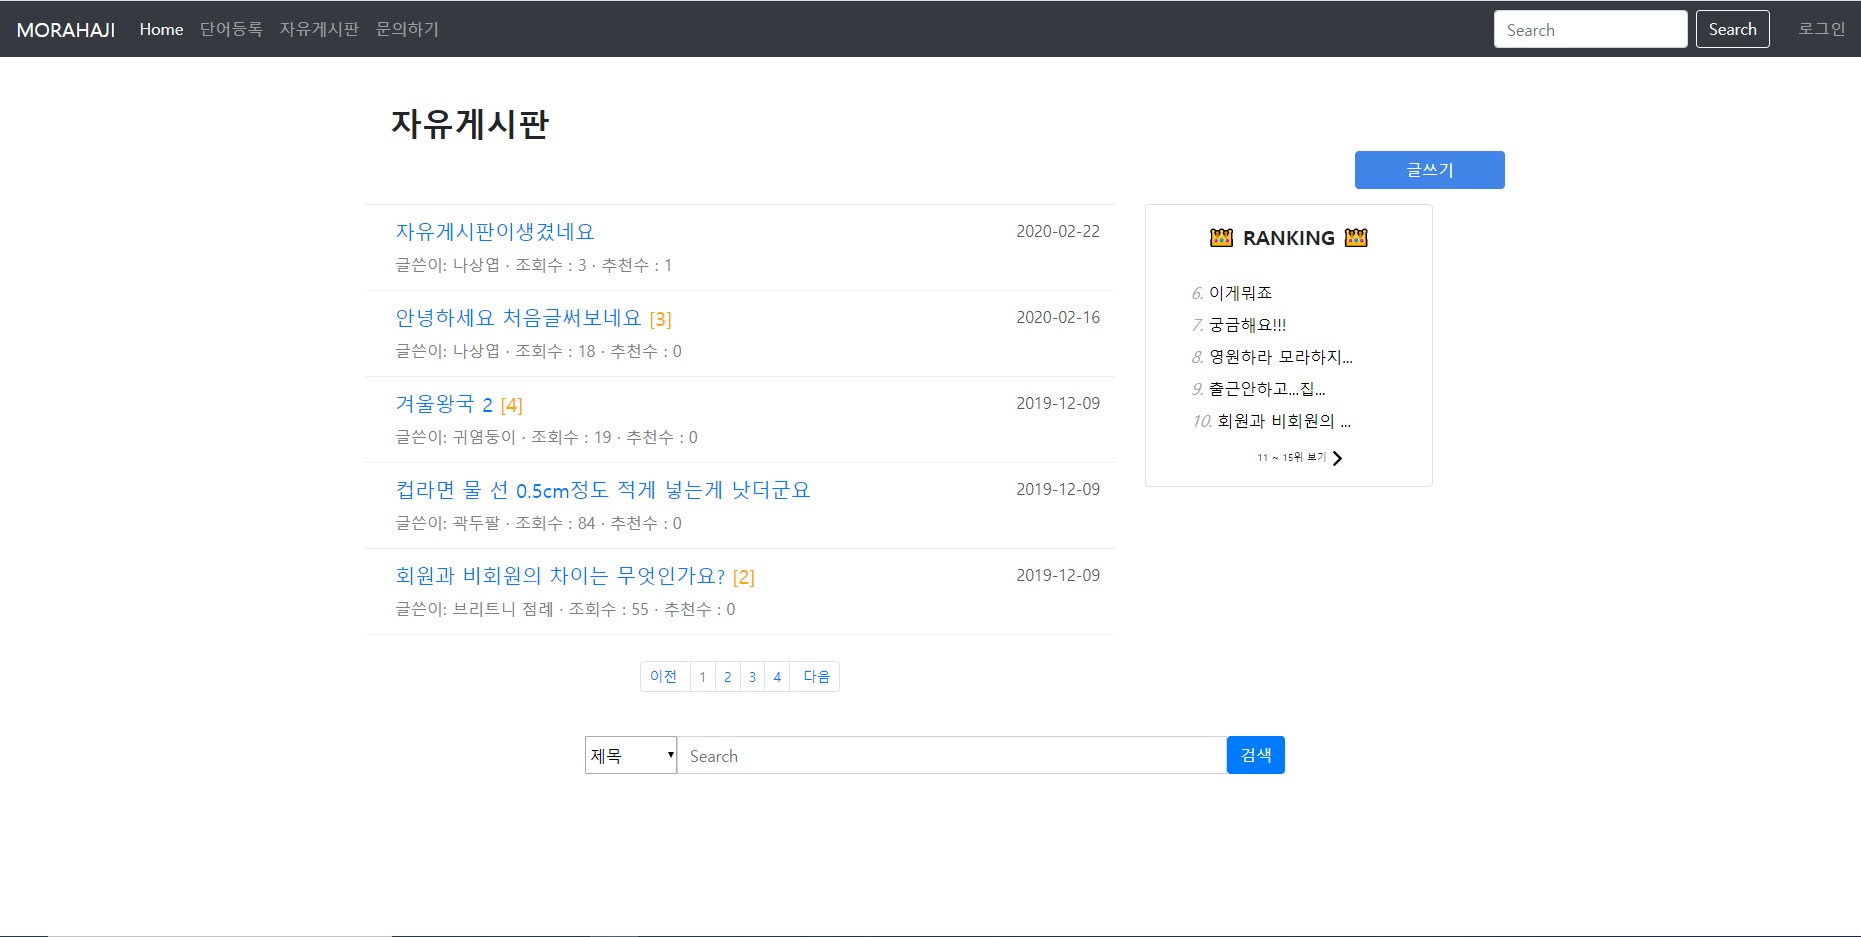 MORAHAJI Home 단어등록 자유게시판 문의하기 Search Search 로그인
자유게시판
글쓰기
자유게시판이생겼네요 2020-02-22
글쓴이: 나상엽 · 조회수 : 3 · 추천수 : 1
안녕하세요 처음글써보네요 [3] 2020-02-16
글쓴이: 나상엽 · 조회수 : 18 · 추천수 : 0
겨울왕국 2 [4] 2019-12-09
글쓴이: 귀염둥이 · 조회수 : 19 · 추천수 : 0
컵라면 물 선 0.5cm정도 적게 넣는게 낫더군요 2019-12-09
글쓴이: 곽두팔 · 조회수 : 84 · 추천수 : 0
회원과 비회원의 차이는 무엇인가요? [2] 2019-12-09
글쓴이: 브리트니 점례 · 조회수 : 55 · 추천수 : 0
이전 1 2 3 4 다음
제목 Search 검색
RANKING
6. 이게뭐죠
7. 궁금해요!!!
8. 영원하라 모라하지...
9. 출근안하고...집...
10. 회원과 비회원의 ...
11 ~ 15위 보기